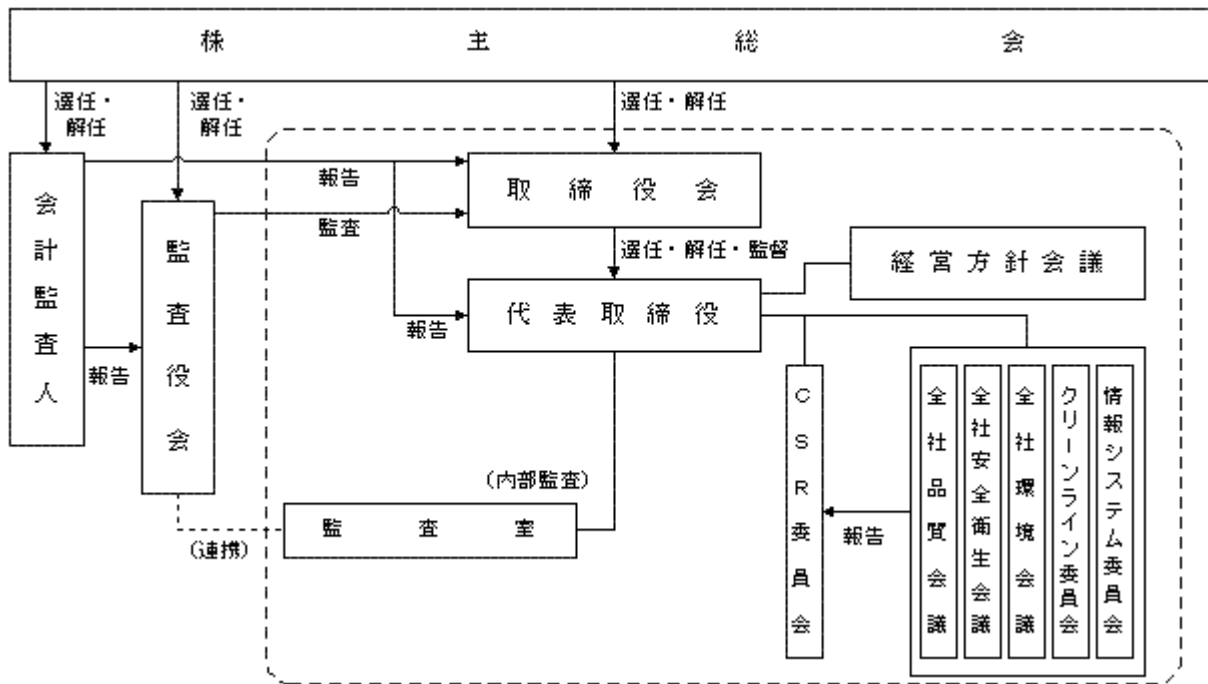 株主総会
選任・
解任
選任・
解任
選任・解任
会計監査人
報告
取締役会
監査役会
監査
選任・解任・監督
経営方針会議
代表取締役
報告
報告
CSR委員会
全社品質会議
全社安全衛生会議
全社環境会議
クリーンライン委員会
情報システム委員会
(内部監査)
監査室
(連携)
報告